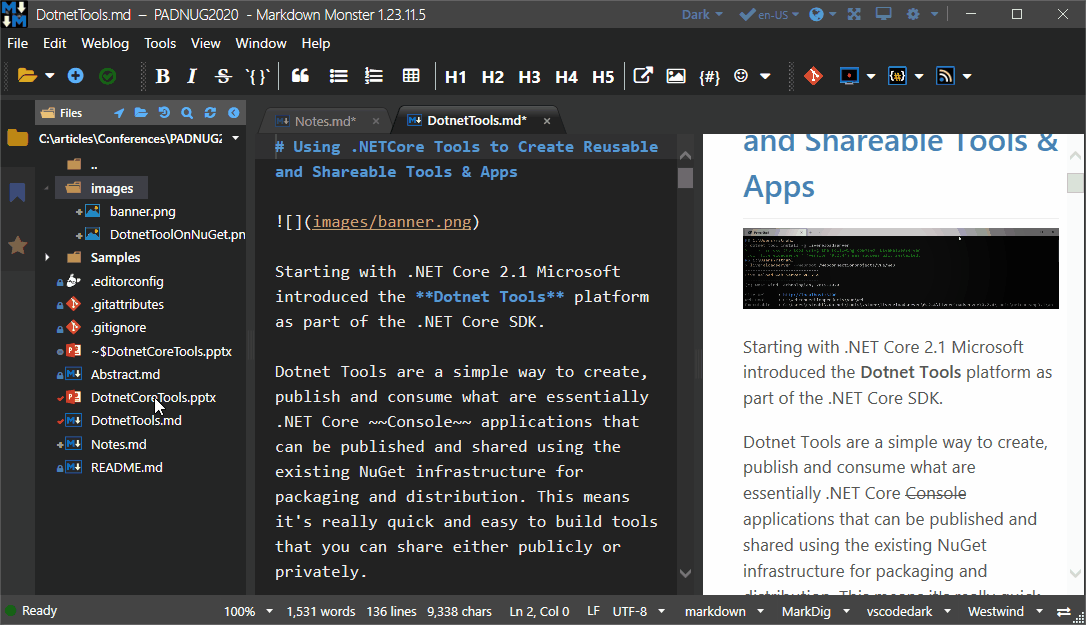 DotnetTools.md – PADNUG2020 - Markdown Monster 1.23.11.5
Dark
en-US
File Edit Weblog Tools View Window Help
B I S `{}` H1 H2 H3 H4 H5 {#}
Files
C:\articles\Conferences\PADNUG2
..
images
banner.png
DotnetToolOnNuGet.pn
Samples
.editorconfig
.gitattributes
.gitignore
~$DotnetCoreTools.pptx
Abstract.md
DotnetCoreTools.pptx
DotnetTools.md
Notes.md
README.md
Notes.md*
DotnetTools.md*
# Using .NETCore Tools to Create Reusable
and Shareable Tools & Apps
![](images/banner.png)
Starting with .NET Core 2.1 Microsoft
introduced the **Dotnet Tools** platform
as part of the .NET Core SDK.
Dotnet Tools are a simple way to create,
publish and consume what are essentially
.NET Core ~~Console~~ applications that
can be published and shared using the
existing NuGet infrastructure for
packaging and distribution. This means
it's really quick and easy to build tools
that you can share either publicly or
privately.
and Shareable Tools &
Apps
Starting with .NET Core 2.1 Microsoft
introduced the Dotnet Tools platform as
part of the .NET Core SDK.
Dotnet Tools are a simple way to create,
publish and consume what are
essentially .NET Core Console
applications that can be published and
shared using the existing NuGet
infrastructure for packaging and
distribution. This means it's really quick
Ready
100% 1,531 words 136 lines 9,338 chars Ln 2, Col 0 LF UTF-8 markdown MarkDig vscodedark Westwind